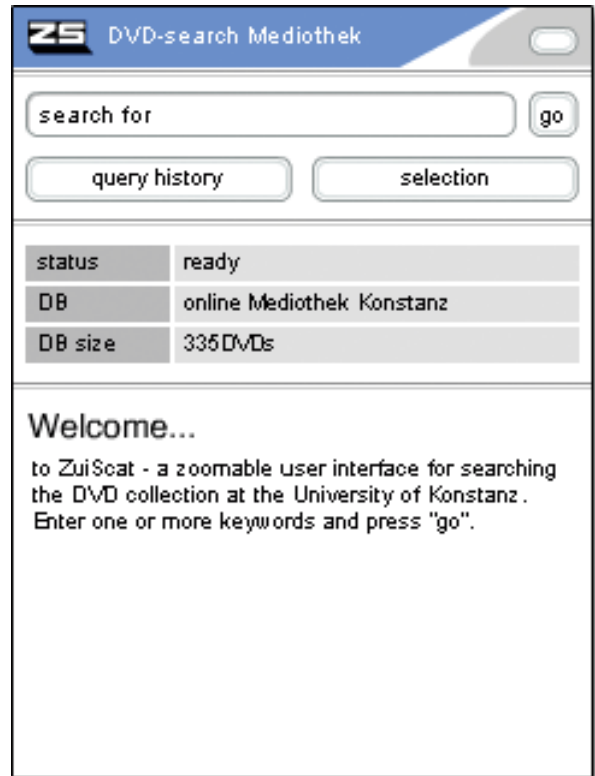 ZS DVD-search Mediothek
search for go
query history selection
status ready
DB online Mediothek Konstanz
DB size 335DVDs
Welcome...
to ZuiScat - a zoomable user interface for searching
the DVD collection at the University of Konstanz.
Enter one or more keywords and press "go".